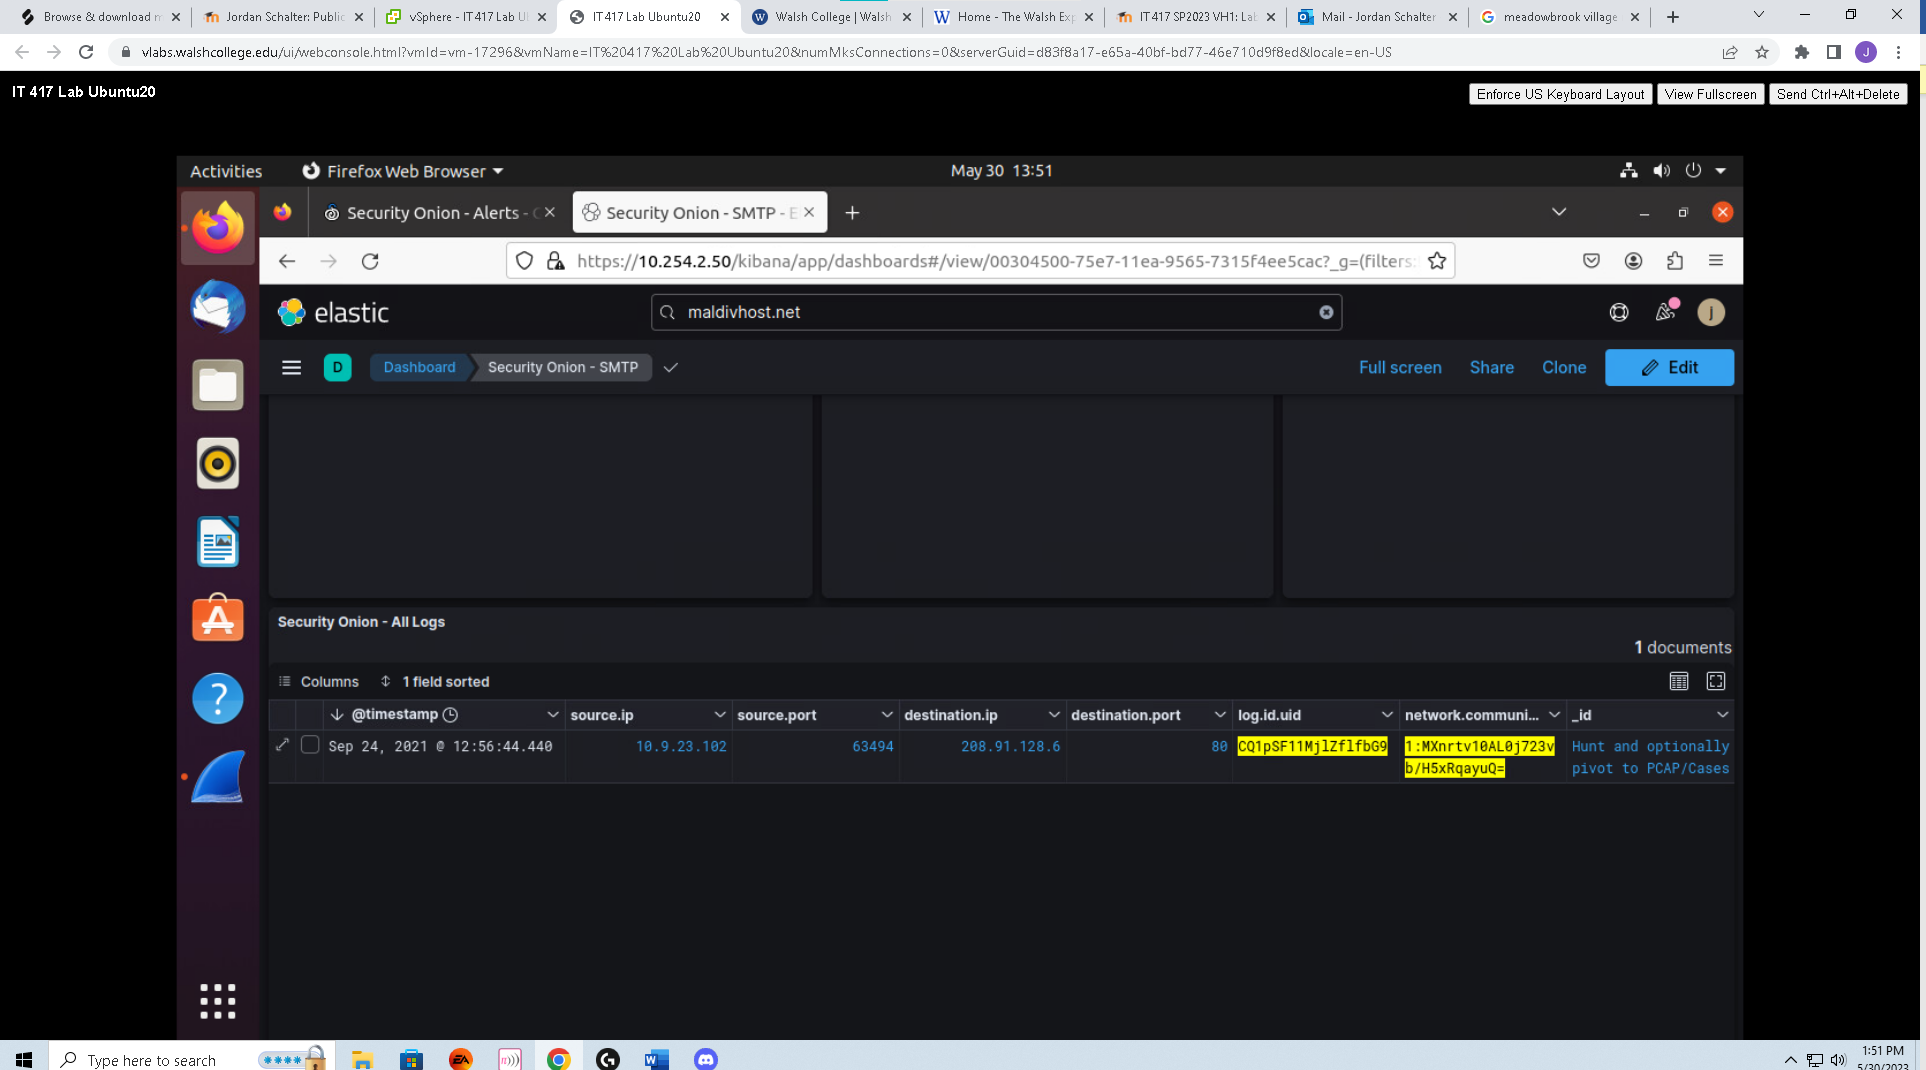 Browse & download m
Jordan Schalter: Public
vSphere - IT417 Lab U
IT417 Lab Ubuntu20
Walsh College | Walsh
Home - The Walsh Exp
IT417 SP2023 VH1: Lab
Mail - Jordan Schalter
meadowbrook village
vlabs.walshcollege.edu/ui/webconsole.html?vmId=vm-17296&vmName=IT%20417%20Lab%20Ubuntu20&numMksConnections=0&serverGuid=d83f8a17-e65a-40bf-bd77-46e710d9f8ed&locale=en-US
J
IT 417 Lab Ubuntu20
Enforce US Keyboard Layout
View Fullscreen
Send Ctrl+Alt+Delete
Activities
Firefox Web Browser
May 30 13:51
Security Onion - Alerts -
Security Onion - SMTP - E
https://10.254.2.50/kibana/app/dashboards#/view/00304500-75e7-11ea-9565-7315f4ee5cac?_g=(filters:
elastic
maldivhost.net
J
D
Dashboard
Security Onion - SMTP
Full screen
Share
Clone
Edit
Security Onion - All Logs
1 documents
Columns
1 field sorted
@timestamp
source.ip
source.port
destination.ip
destination.port
log.id.uid
network.communi...
_id
Sep 24, 2021 @ 12:56:44.440
10.9.23.102
63494
208.91.128.6
80
CQ1pSF11MjlZflfbG9
1:MXnrtv10AL0j723v
b/H5xRqayuQ=
Hunt and optionally
pivot to PCAP/Cases
Type here to search
1:51 PM
5/30/2023